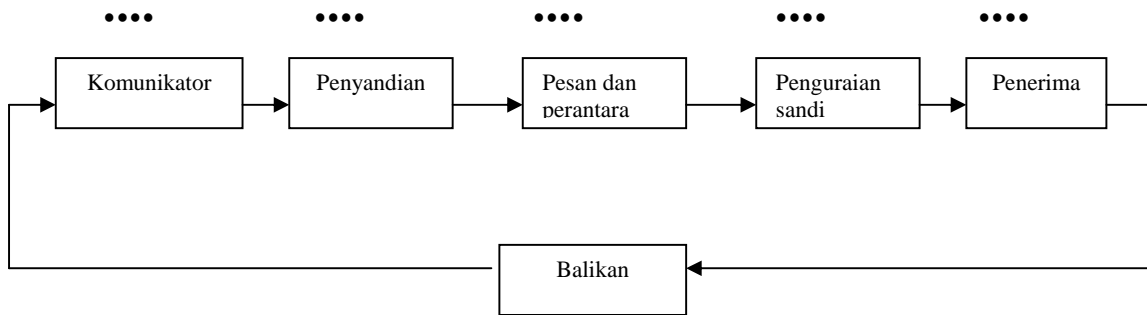 •••• •••• •••• •••• ••••
Komunikator
Penyandian
Pesan dan
perantara
Penguraian
sandi
Penerima
Balikan